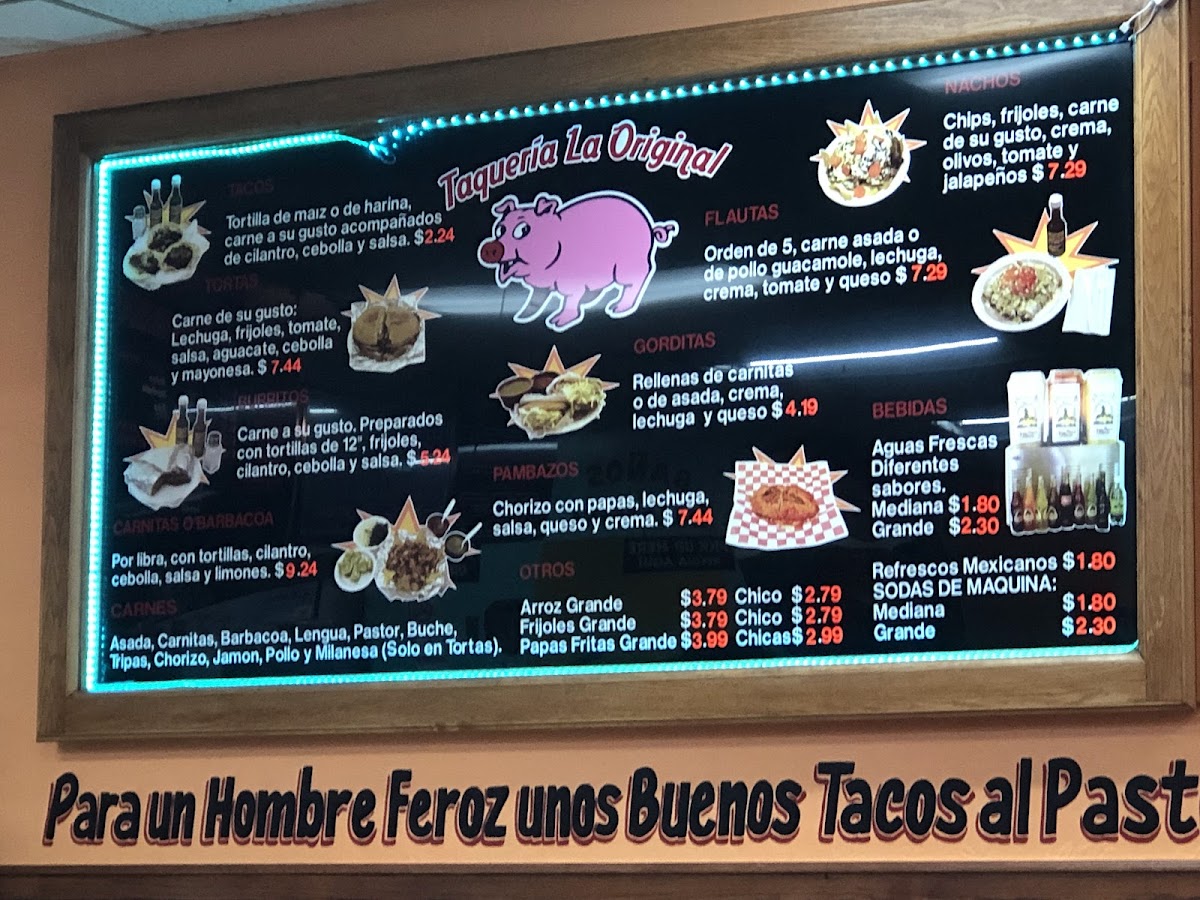 Taquería La Original
TACOS
Tortilla de maiz o de harina,
carne a su gusto acompañados
de cilantro, cebolla y salsa. $2.24
TORTAS
Carne de su gusto:
Lechuga, frijoles, tomate,
salsa, aguacate, cebolla
y mayonesa. $ 7.44
BURRITOS
Carne a su gusto. Preparados
con tortillas de 12", frijoles,
cilantro, cebolla y salsa. $ 5.24
CARNITAS O'BARBACOA
Por libra, con tortillas, cilantro,
cebolla, salsa y limones. $9.24
CARNES
Asada, Carnitas, Barbacoa, Lengua, Pastor, Buche,
Tripas, Chorizo, Jamon, Pollo y Milanesa (Solo en Tortas).
FLAUTAS
Orden de 5, carne asada o
de pollo guacamole, lechuga,
crema, tomate y queso $ 7.29
GORDITAS
Rellenas de carnitas
o de asada, crema,
lechuga y queso $ 4.19
PAMBAZOS
Chorizo con papas, lechuga,
salsa, queso y crema. $ 7.44
OTROS
Arroz Grande $3.79 Chico $2.79
Frijoles Grande $3.79 Chico $2.79
Papas Fritas Grande $3.99 Chicas $2.99
NACHOS
Chips, frijoles, carne
de su gusto, crema,
olivos, tomate y
jalapeños $ 7.29
BEBIDAS
Aguas Frescas
Diferentes
sabores.
Mediana $1.80
Grande $2.30
Refrescos Mexicanos $1.80
SODAS DE MAQUINA:
Mediana $1.80
Grande $2.30
Para un Hombre Feroz unos Buenos Tacos al Past